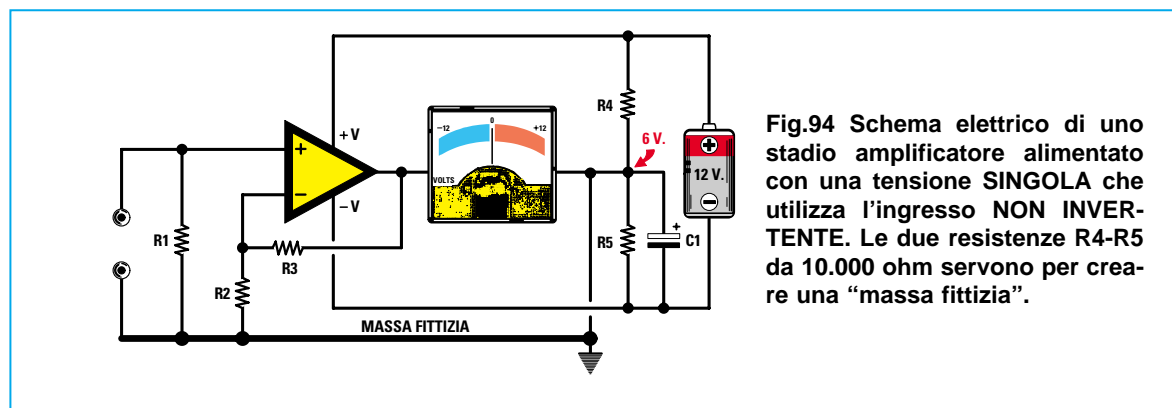 +V
-V
+
-
R1
R2
R3
-12
0
+12
VOLTS
R4
6 V.
R5
+
C1
12 V.
MASSA FITTIZIA
Fig.94 Schema elettrico di uno
stadio amplificatore alimentato
con una tensione SINGOLA che
utilizza l'ingresso NON INVER-
TENTE. Le due resistenze R4-R5
da 10.000 ohm servono per crea-
re una “massa fittizia”.